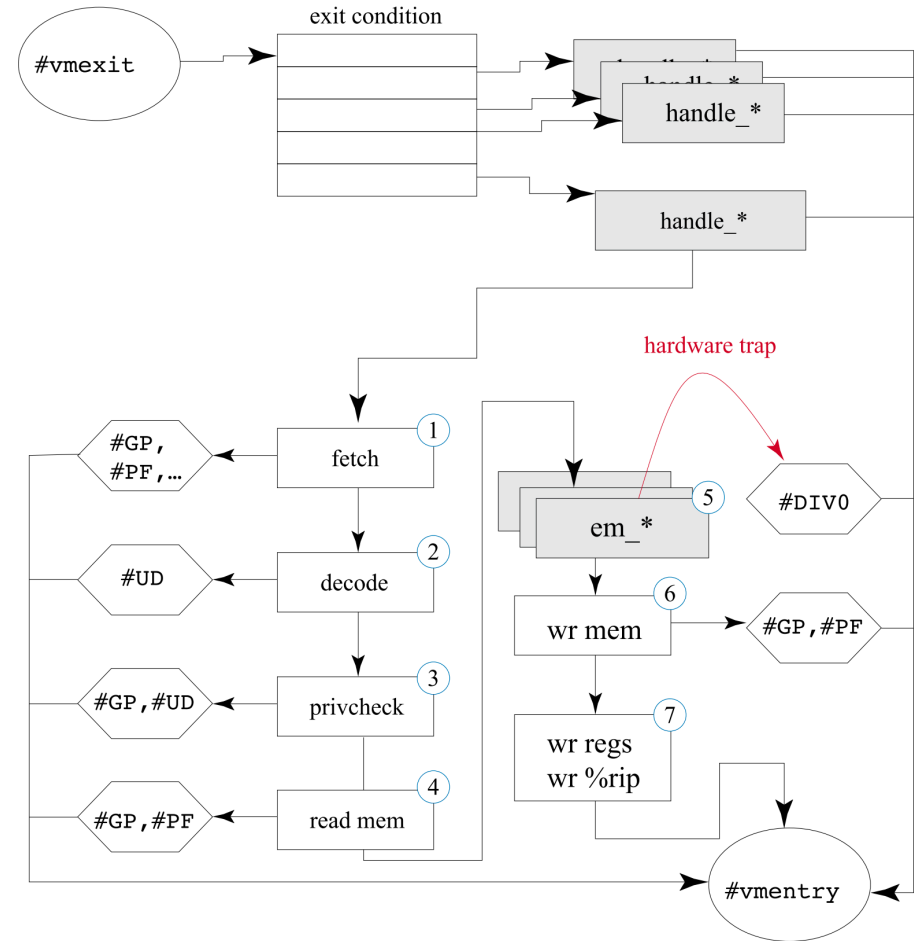 exit condition
#vmexit
handle_*
handle_*
handle_*
hardware trap
1
fetch
#GP,
#PF,…
2
decode
#UD
3
privcheck
#GP,#UD
4
read mem
#GP,#PF
5
em_*
#DIV0
6
wr mem
#GP,#PF
7
wr regs
wr %rip
#vmentry